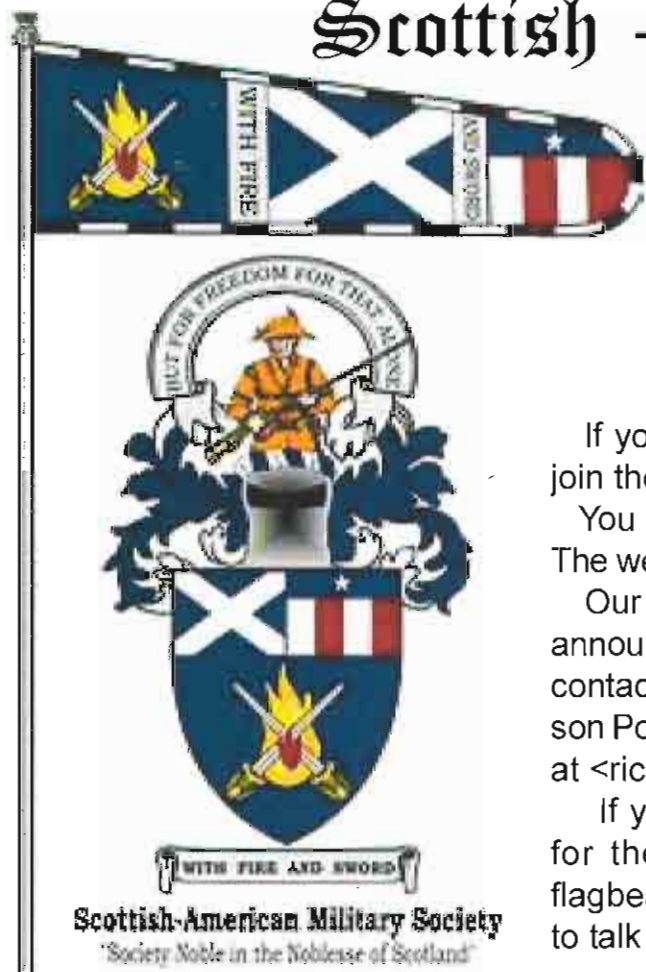 Scottish -
WITH FIRE
AND SWORD
BUT FOR FREEDOM FOR THAT ALONE
WITH FIRE AND SWORD
Scottish-American Military Society
"Society Noble in the Noblesse of Scotland"
If yo
join the
You
The we
Our
annou
contac
son Po
at <ric
If y
for the
flagbea
to talk